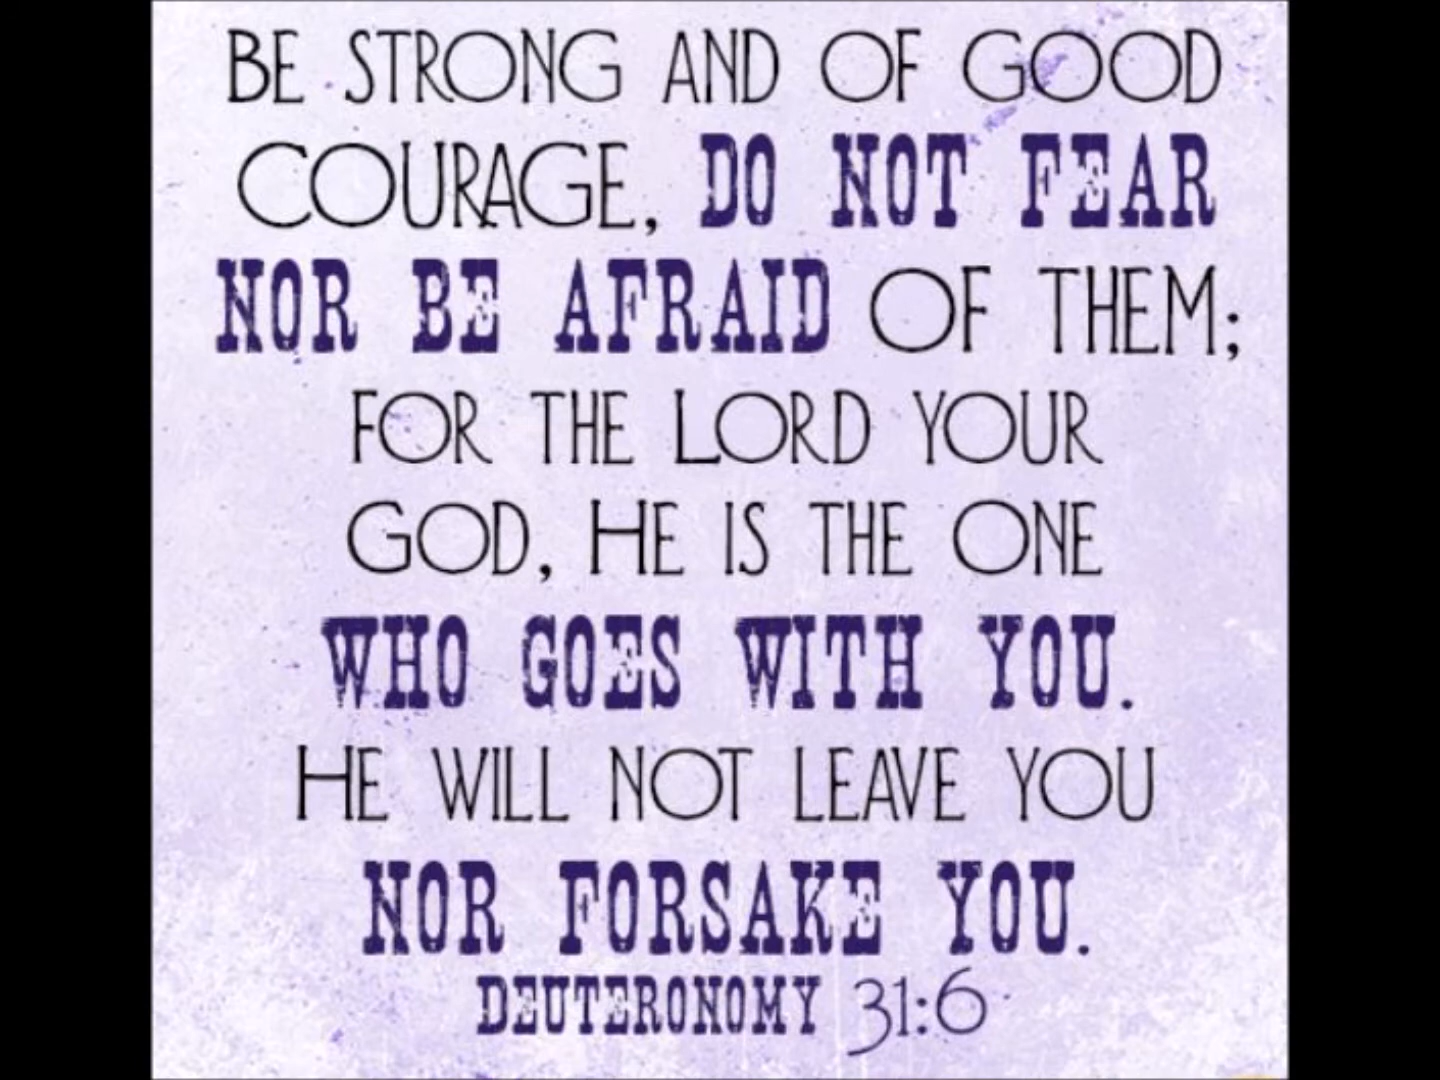 BE STRONG AND OF GOOD
COURAGE, DO NOT FEAR
NOR BE AFRAID OF THEM;
FOR THE LORD YOUR
GOD, HE IS THE ONE
WHO GOES WITH YOU.
HE WILL NOT LEAVE YOU
NOR FORSAKE YOU.
DEUTERONOMY 31:6